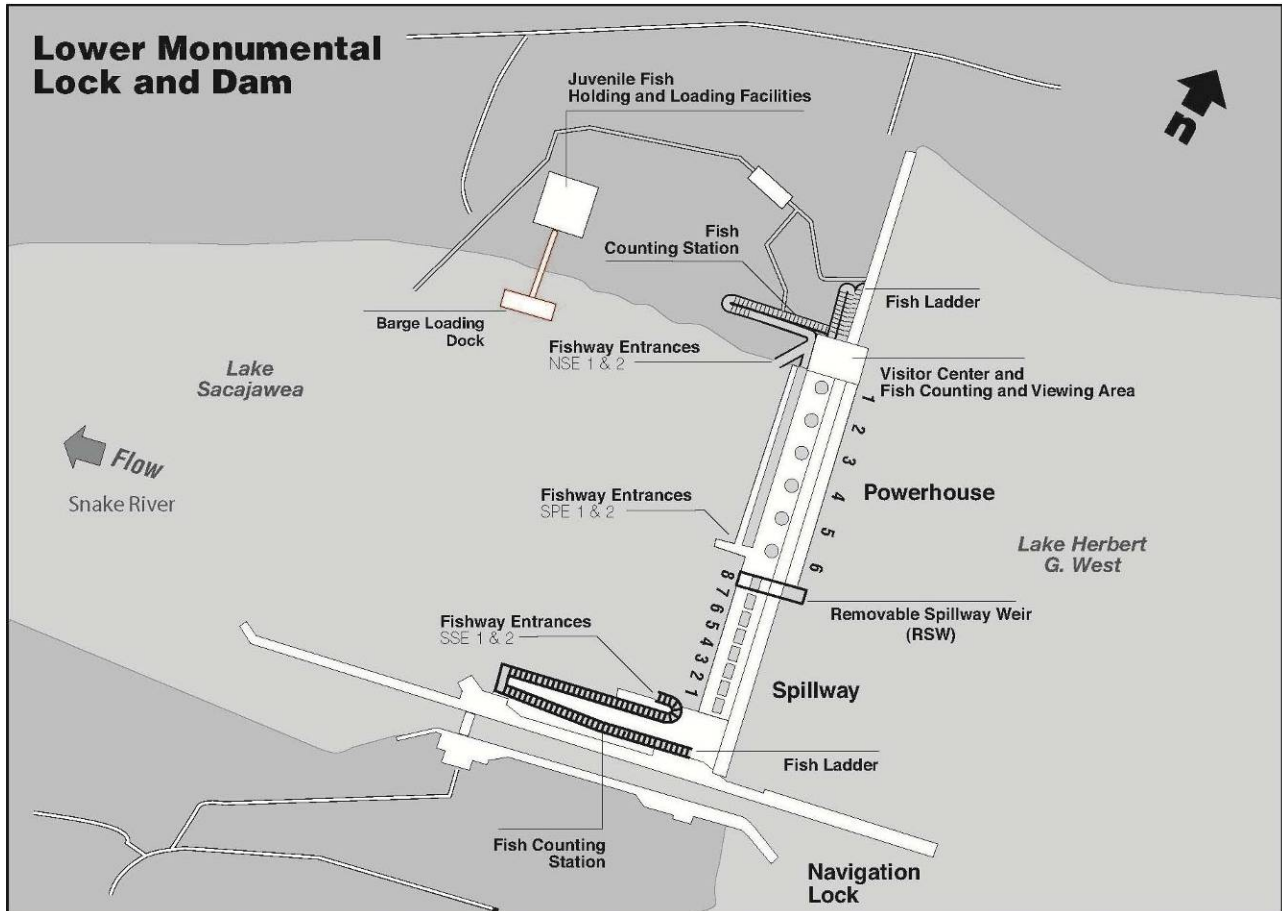 Lower Monumental
Lock and Dam
Juvenile Fish
Holding and Loading Facilities
n
Fish
Counting Station
Fish Ladder
Barge Loading
Dock
Fishway Entrances
NSE 1 & 2
Visitor Center and
Fish Counting and Viewing Area
Lake
Sacajawea
1
2
3
4
5
6
Powerhouse
Flow
Snake River
Fishway Entrances
SPE 1 & 2
Lake Herbert
G. West
Removable Spillway Weir
(RSW)
8
7
6
5
4
3
2
1
Fishway Entrances
SSE 1 & 2
Spillway
Fish Ladder
Fish Counting
Station
Navigation
Lock